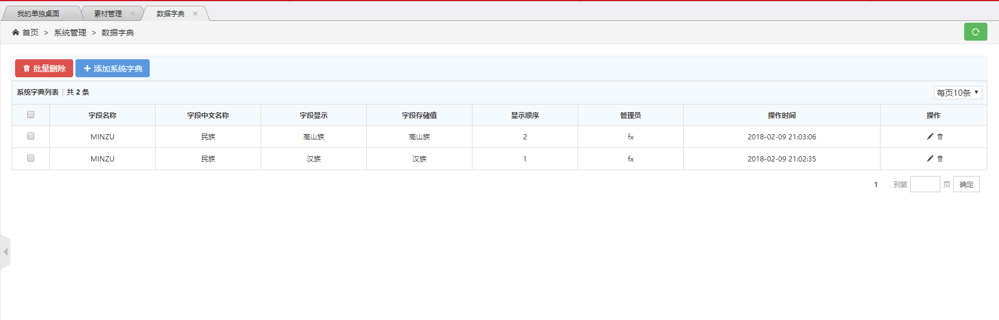 我的单独桌面 素材管理 × 数据字典 ×
首页 > 系统管理 > 数据字典
批量删除 添加系统字典
系统字典列表 | 共 2 条 每页10条
字段名称 字段中文名称 字段显示 字段存储值 显示顺序 管理员 操作时间 操作
MINZU 民族 高山族 高山族 2 fx 2018-02-09 21:03:06
MINZU 民族 汉族 汉族 1 fx 2018-02-09 21:02:35
1 到第 页 确定